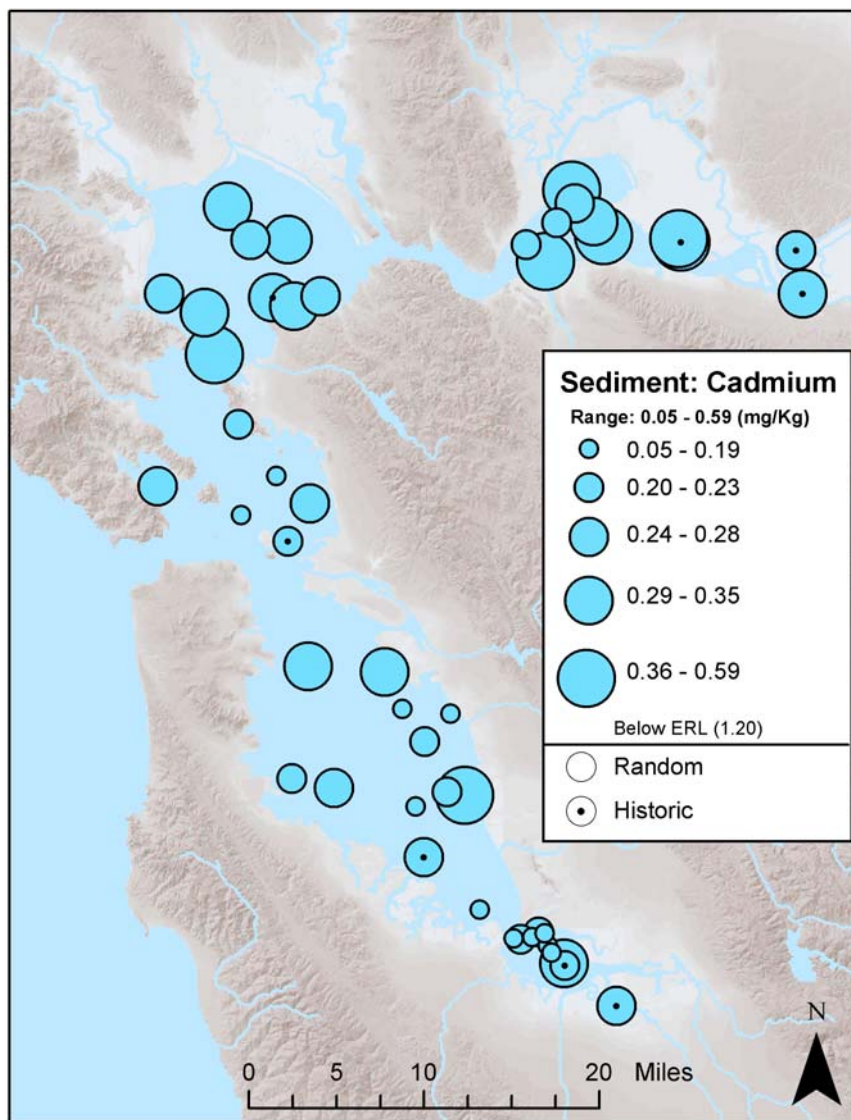 Sediment: Cadmium
Range: 0.05 - 0.59 (mg/Kg)
0.05 - 0.19
0.20 - 0.23
0.24 - 0.28
0.29 - 0.35
0.36 - 0.59
Below ERL (1.20)
Random
Historic
N
0 5 10 20 Miles